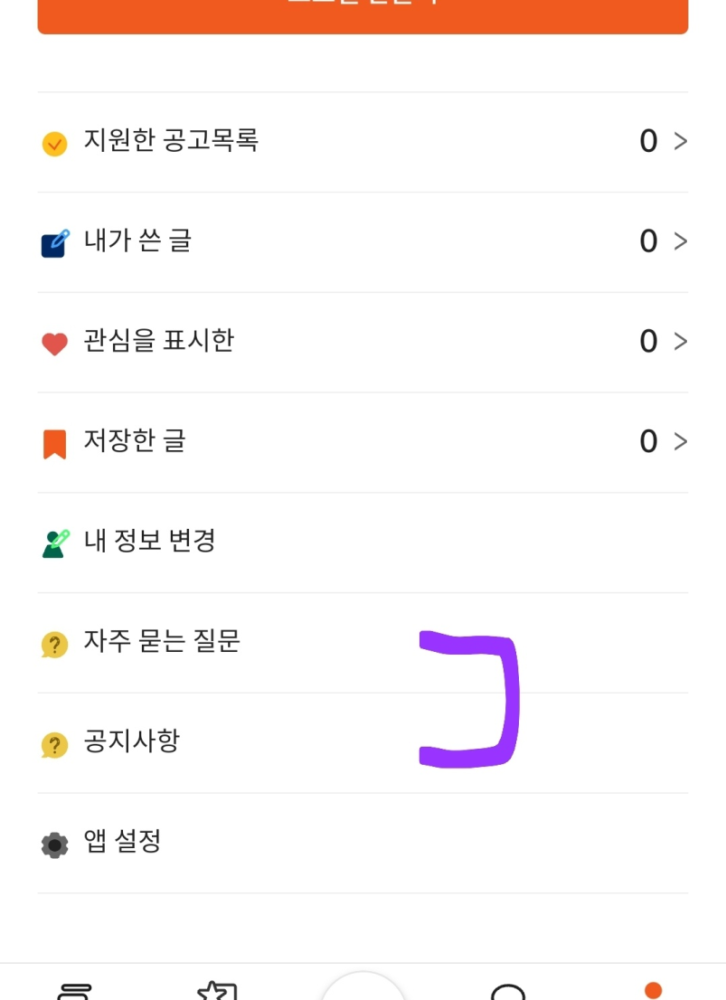 지원한 공고목록 0 >
내가 쓴 글 0 >
관심을 표시한 0 >
저장한 글 0 >
내 정보 변경
자주 묻는 질문
공지사항
앱 설정